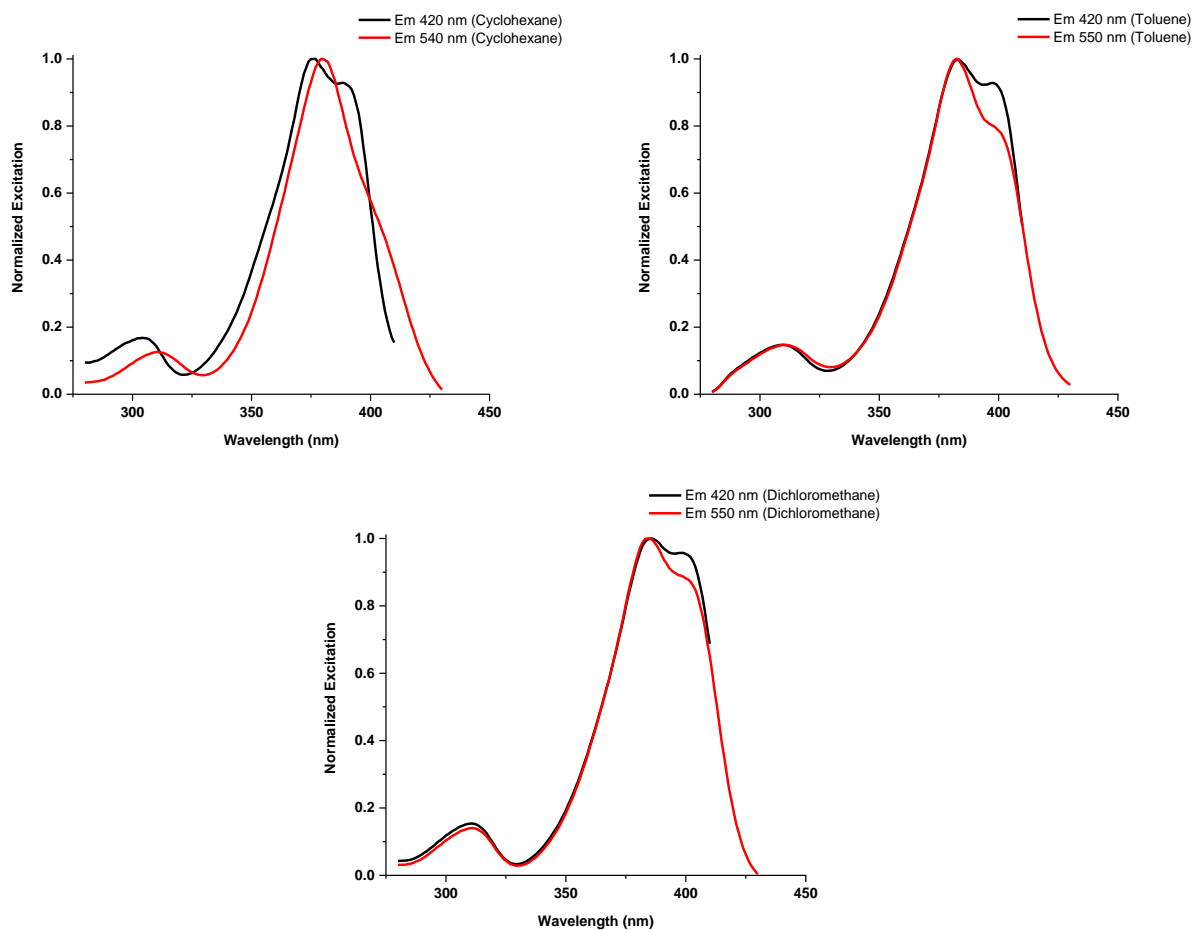 Em 420 nm (Cyclohexane)
Em 540 nm (Cyclohexane)
1.0
0.8
0.6
0.4
0.2
0.0
Normalized Excitation
300
350
400
450
Wavelength (nm)
Em 420 nm (Toluene)
Em 550 nm (Toluene)
1.0
0.8
0.6
0.4
0.2
0.0
Normalized Excitation
300
350
400
450
Wavelength (nm)
Em 420 nm (Dichloromethane)
Em 550 nm (Dichloromethane)
1.0
0.8
0.6
0.4
0.2
0.0
Normalized Excitation
300
350
400
450
Wavelength (nm)